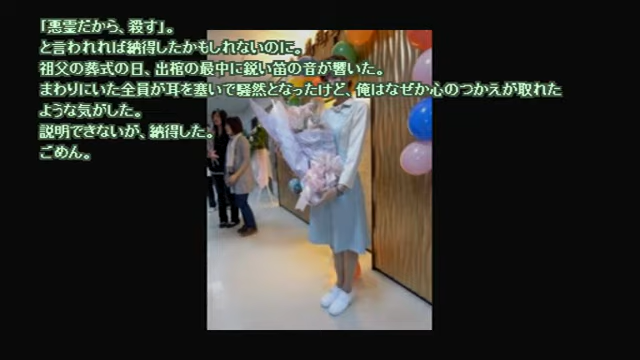 「悪霊だから、殺す」。
と言われれば納得したかもしれないのに。
祖父の葬式の日、出棺の最中に鋭い笛の音が響いた。
まわりにいた全員が耳を塞いで騒然となったけど、俺はなぜか心のつかえが取れた
ような気がした。
説明できないが、納得した。
ごめん。